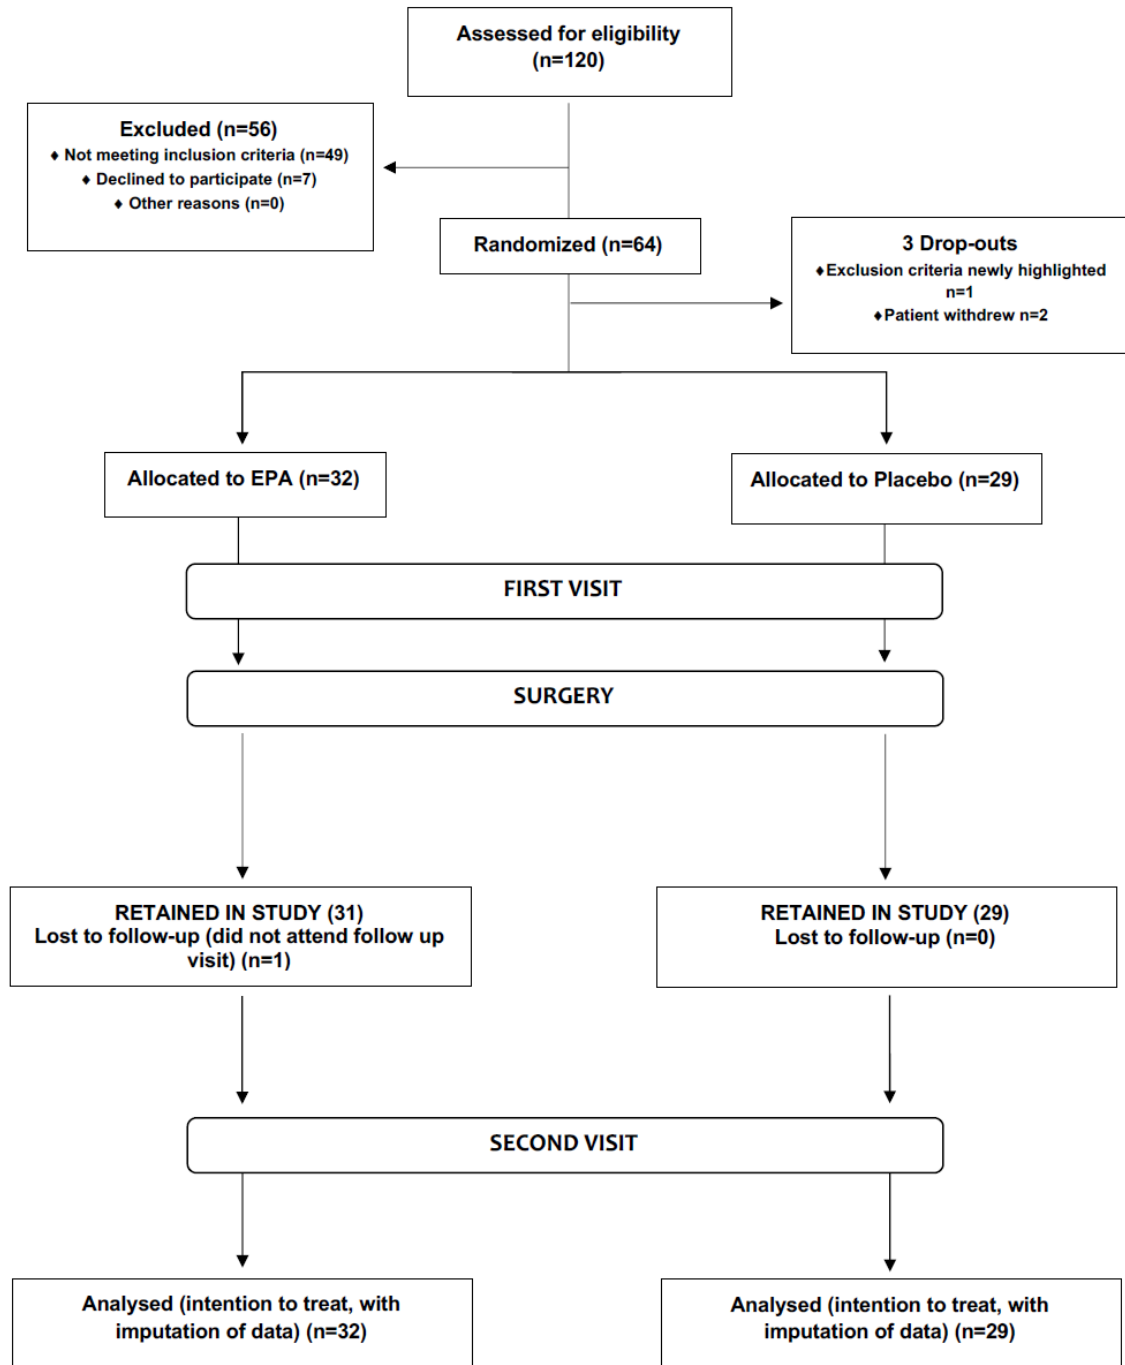 Assessed for eligibility
(n=120)
Excluded (n=56)
♦ Not meeting inclusion criteria (n=49)
♦ Declined to participate (n=7)
♦ Other reasons (n=0)
Randomized (n=64)
3 Drop-outs
♦Exclusion criteria newly highlighted
n=1
♦Patient withdrew n=2
Allocated to EPA (n=32)
Allocated to Placebo (n=29)
FIRST VISIT
SURGERY
RETAINED IN STUDY (31)
Lost to follow-up (did not attend follow up
visit) (n=1)
RETAINED IN STUDY (29)
Lost to follow-up (n=0)
SECOND VISIT
Analysed (intention to treat, with
imputation of data) (n=32)
Analysed (intention to treat, with
imputation of data) (n=29)